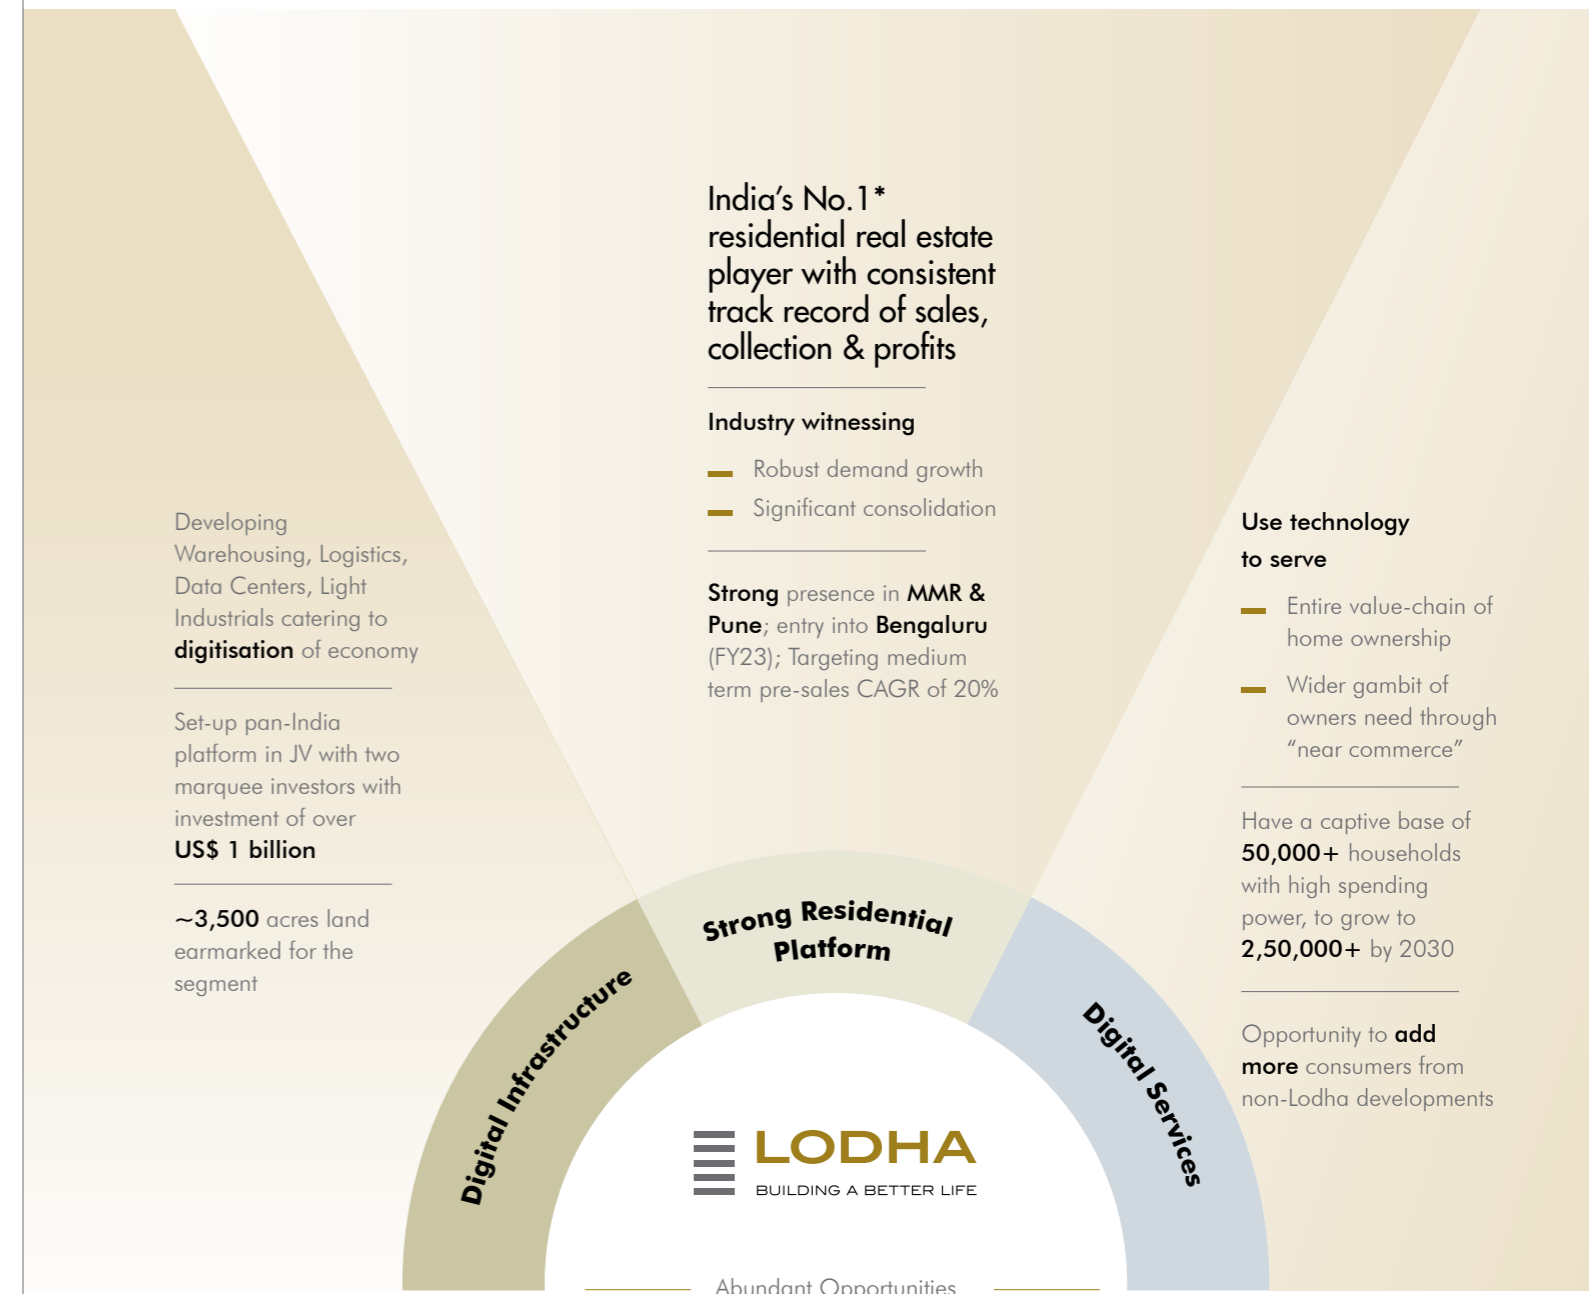 India's No.1*
residential real estate
player with consistent
track record of sales,
collection & profits
Industry witnessing
Robust demand growth
Significant consolidation
Strong presence in MMR &
Pune; entry into Bengaluru
(FY23); Targeting medium
term pre-sales CAGR of 20%
Developing
Warehousing, Logistics,
Data Centers, Light
Industrials catering to
digitisation of economy
Set-up pan-India
platform in JV with two
marquee investors with
investment of over
US$ 1 billion
~3,500 acres land
earmarked for the
segment
Use technology
to serve
Entire value-chain of
home ownership
Wider gambit of
owners need through
“near commerce”
Have a captive base of
50,000+ households
with high spending
power, to grow to
2,50,000+ by 2030
Opportunity to add
more consumers from
non-Lodha developments
Digital Infrastructure
Strong Residential
Platform
Digital Services
LODHA
BUILDING A BETTER LIFE
Abundant Opportunities